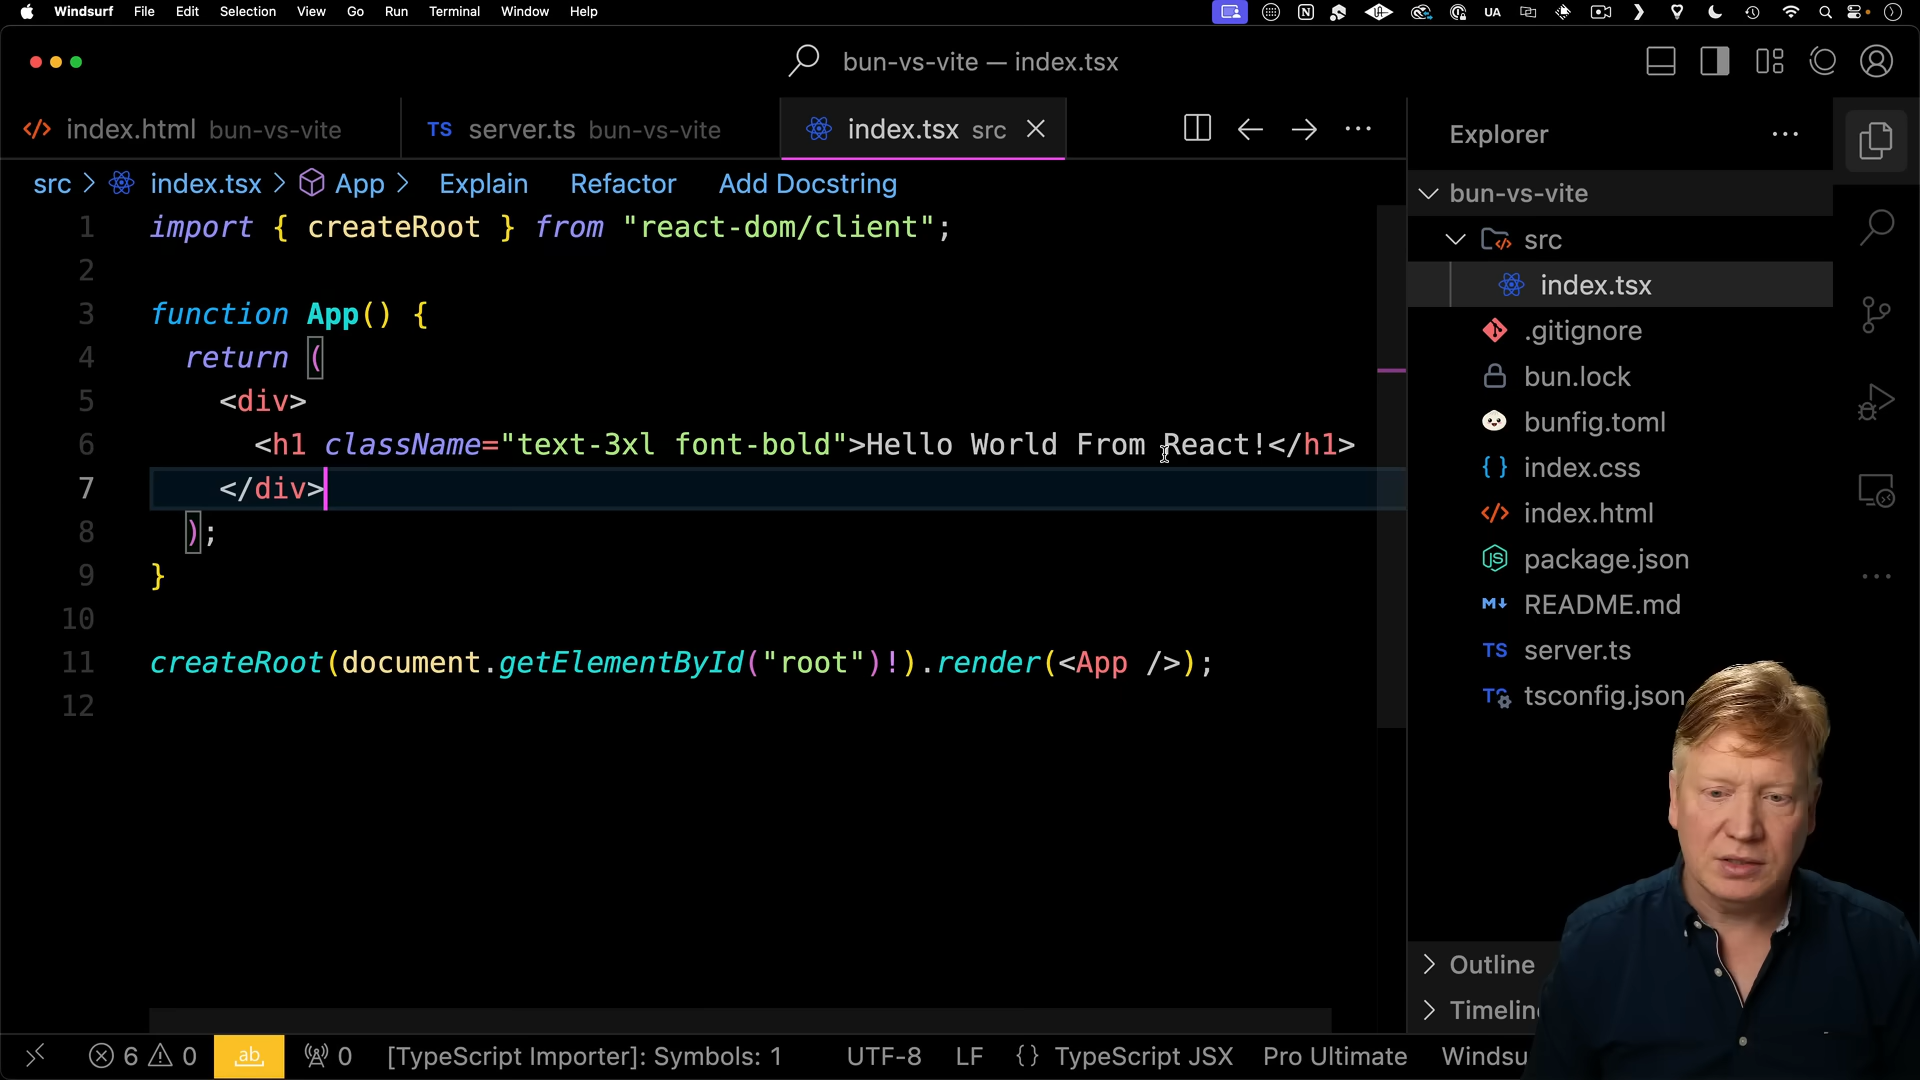 Windsurf File Edit Selection View Go Run Terminal Window Help UA
bun-vs-vite — index.tsx
index.html bun-vs-vite TS server.ts bun-vs-vite index.tsx src
Explorer
src > index.tsx > App > Explain Refactor Add Docstring
bun-vs-vite
src
index.tsx
.gitignore
bun.lock
bunfig.toml
{ } index.css
index.html
package.json
README.md
TS server.ts
tsconfig.json
Outline
Timelin
1 import { createRoot } from "react-dom/client";
2
3 function App() {
4 return (
5 <div>
6 <h1 className="text-3xl font-bold">Hello World From React!</h1>
7 </div>
8 );
9 }
10
11 createRoot(document.getElementById("root")!).render(<App />);
12
6 0 ab 0 [TypeScript Importer]: Symbols: 1 UTF-8 LF {} TypeScript JSX Pro Ultimate Windsu